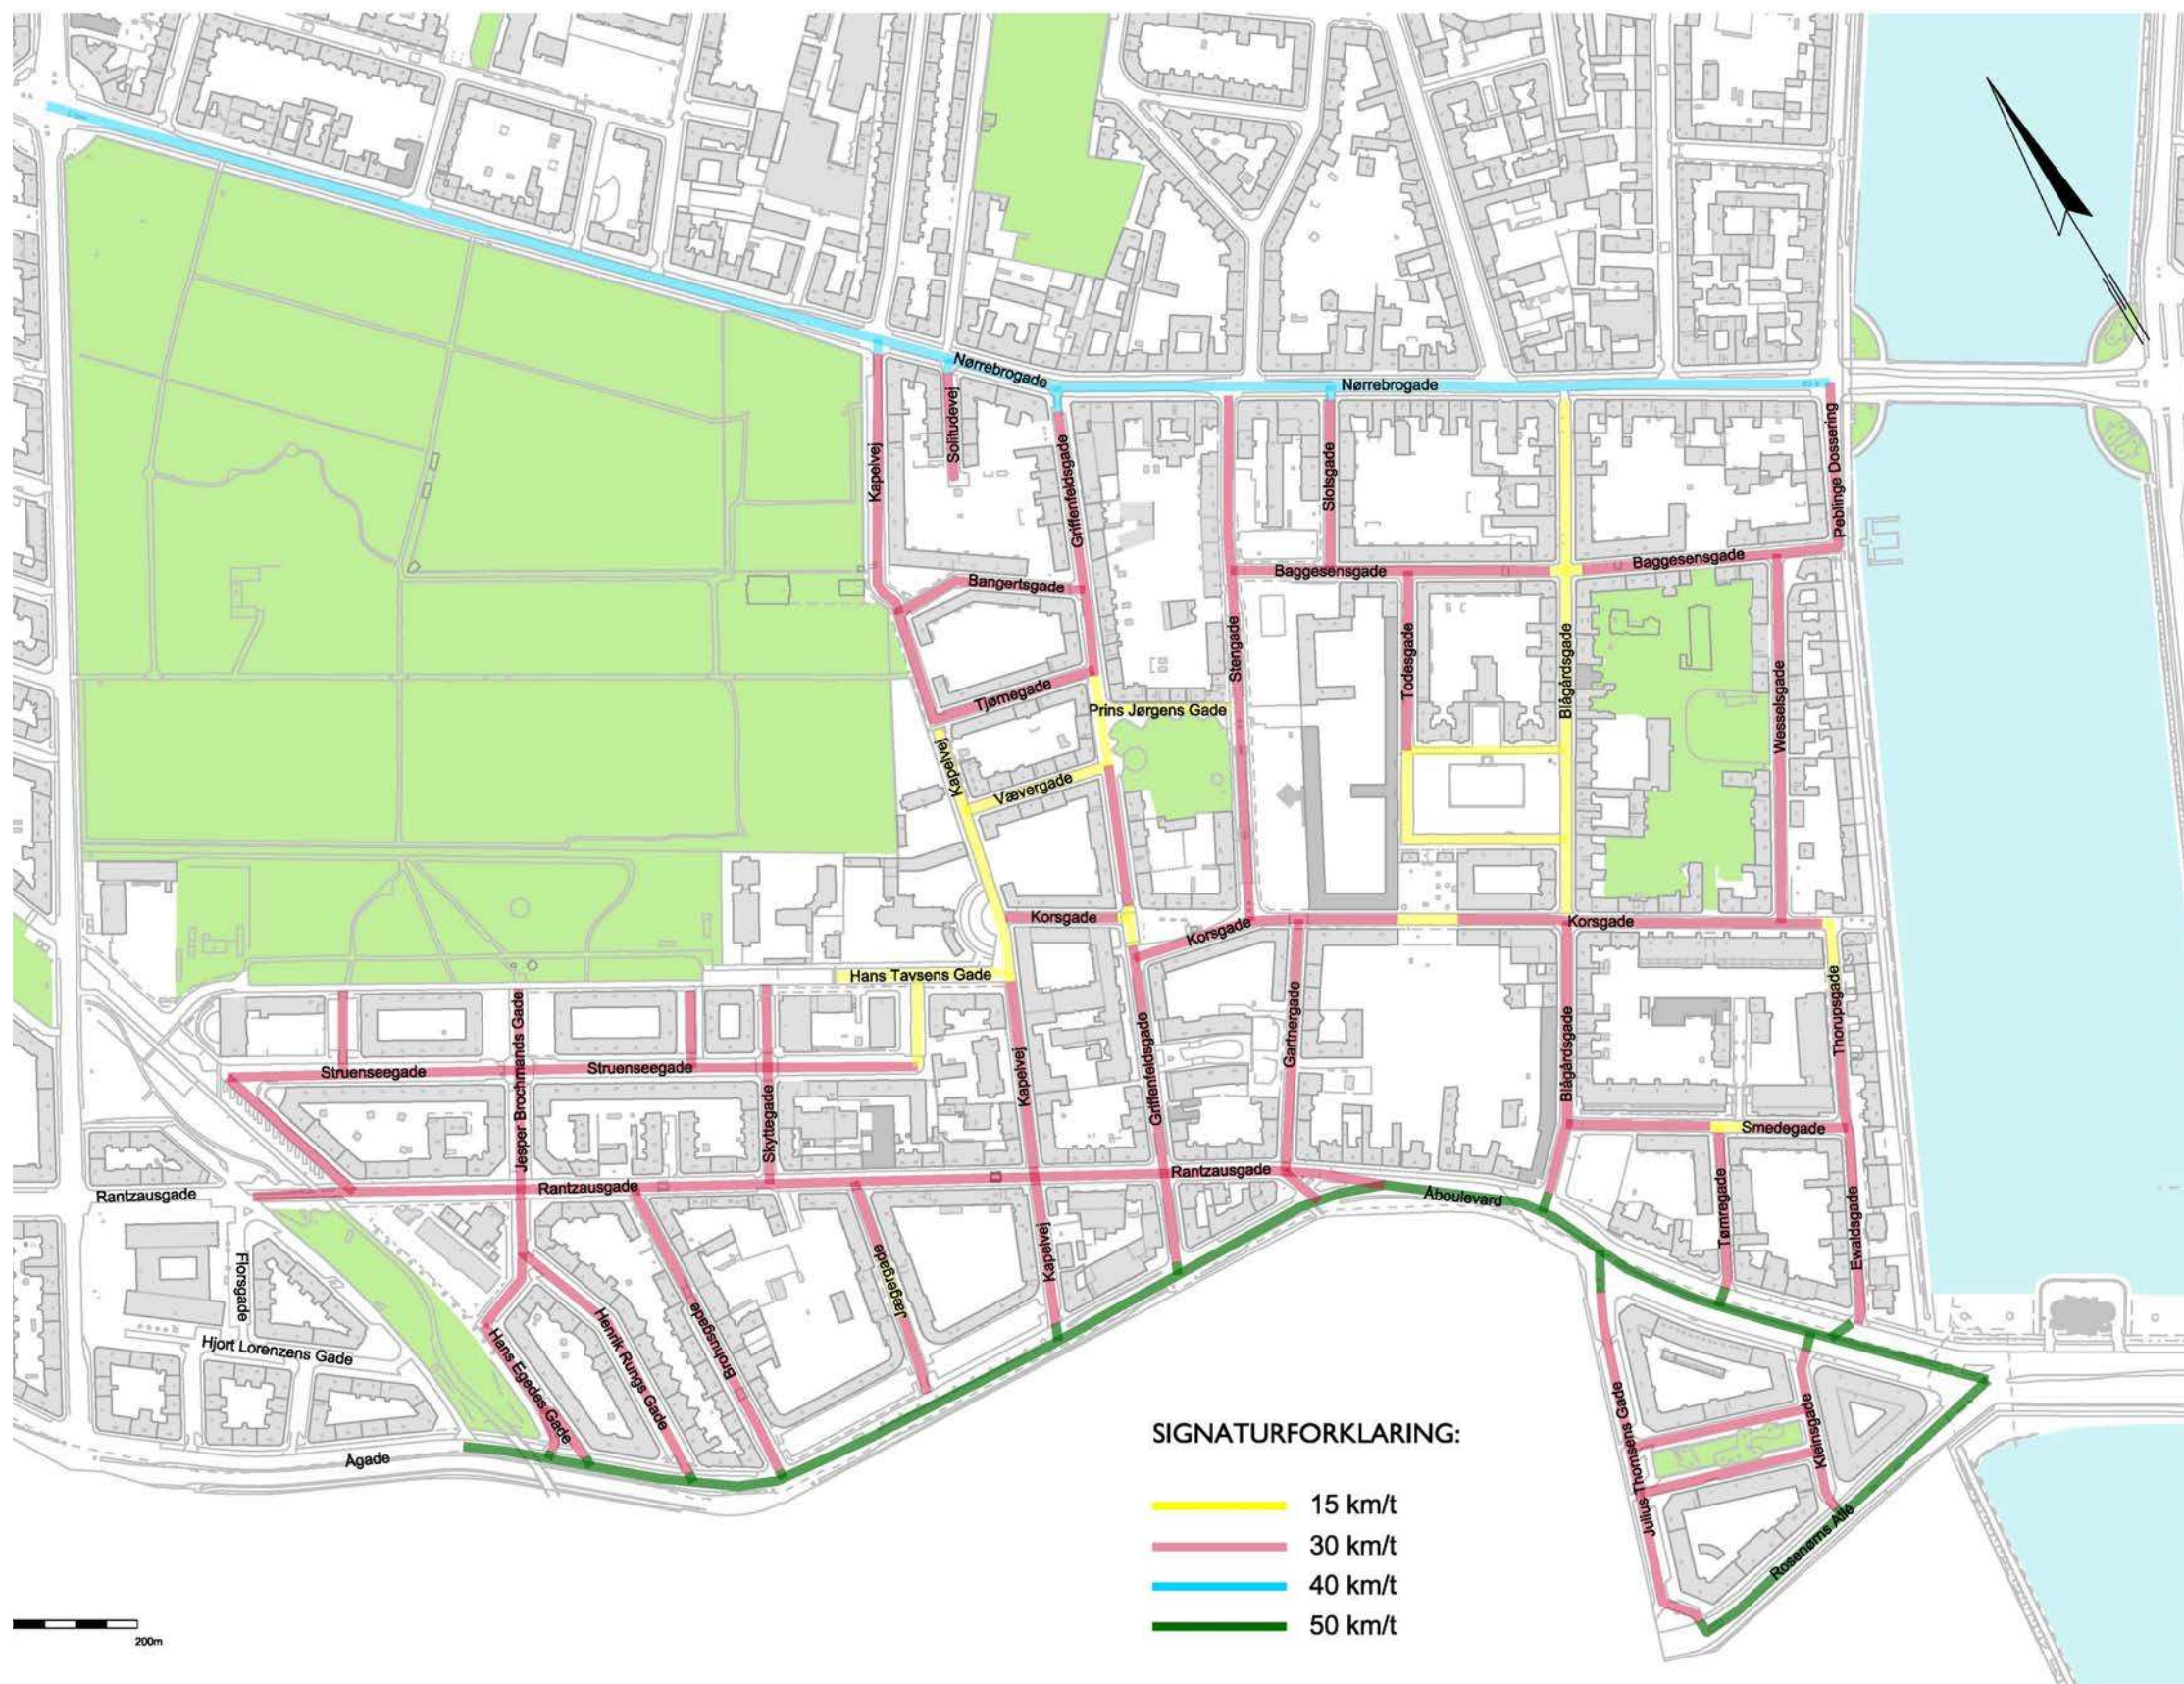 Nørrebrogade
Nørrebrogade
Kapelvej
Solitudevej
Griffenfeldsgade
Slotsgade
Peblinge Dossering
Bangertsgade
Baggesensgade
Baggesensgade
Stengade
Todesgade
Blågårdsgade
Wesselsgade
Tjørnegade
Prins Jørgens Gade
Kapelvej
Vævergade
Korsgade
Korsgade
Korsgade
Hans Tavsens Gade
Jesper Brochmands Gade
Struenseegade
Struenseegade
Skyttegade
Kapelvej
Griffenfeldsgade
Gartnergade
Blågårdsgade
Thorupsgade
Smedegade
Rantzausgade
Rantzausgade
Rantzausgade
Åboulevard
Tømregade
Ewaldsgade
Florsgade
Hjort Lorenzens Gade
Hans Egedes Gade
Henrik Rungs Gade
Brohusgade
Jægergade
Kapelvej
Ågade
Julius Thomsens Gade
Kleinsgade
Rosenørns Allé
SIGNATURFORKLARING:
15 km/t
30 km/t
40 km/t
50 km/t
200m